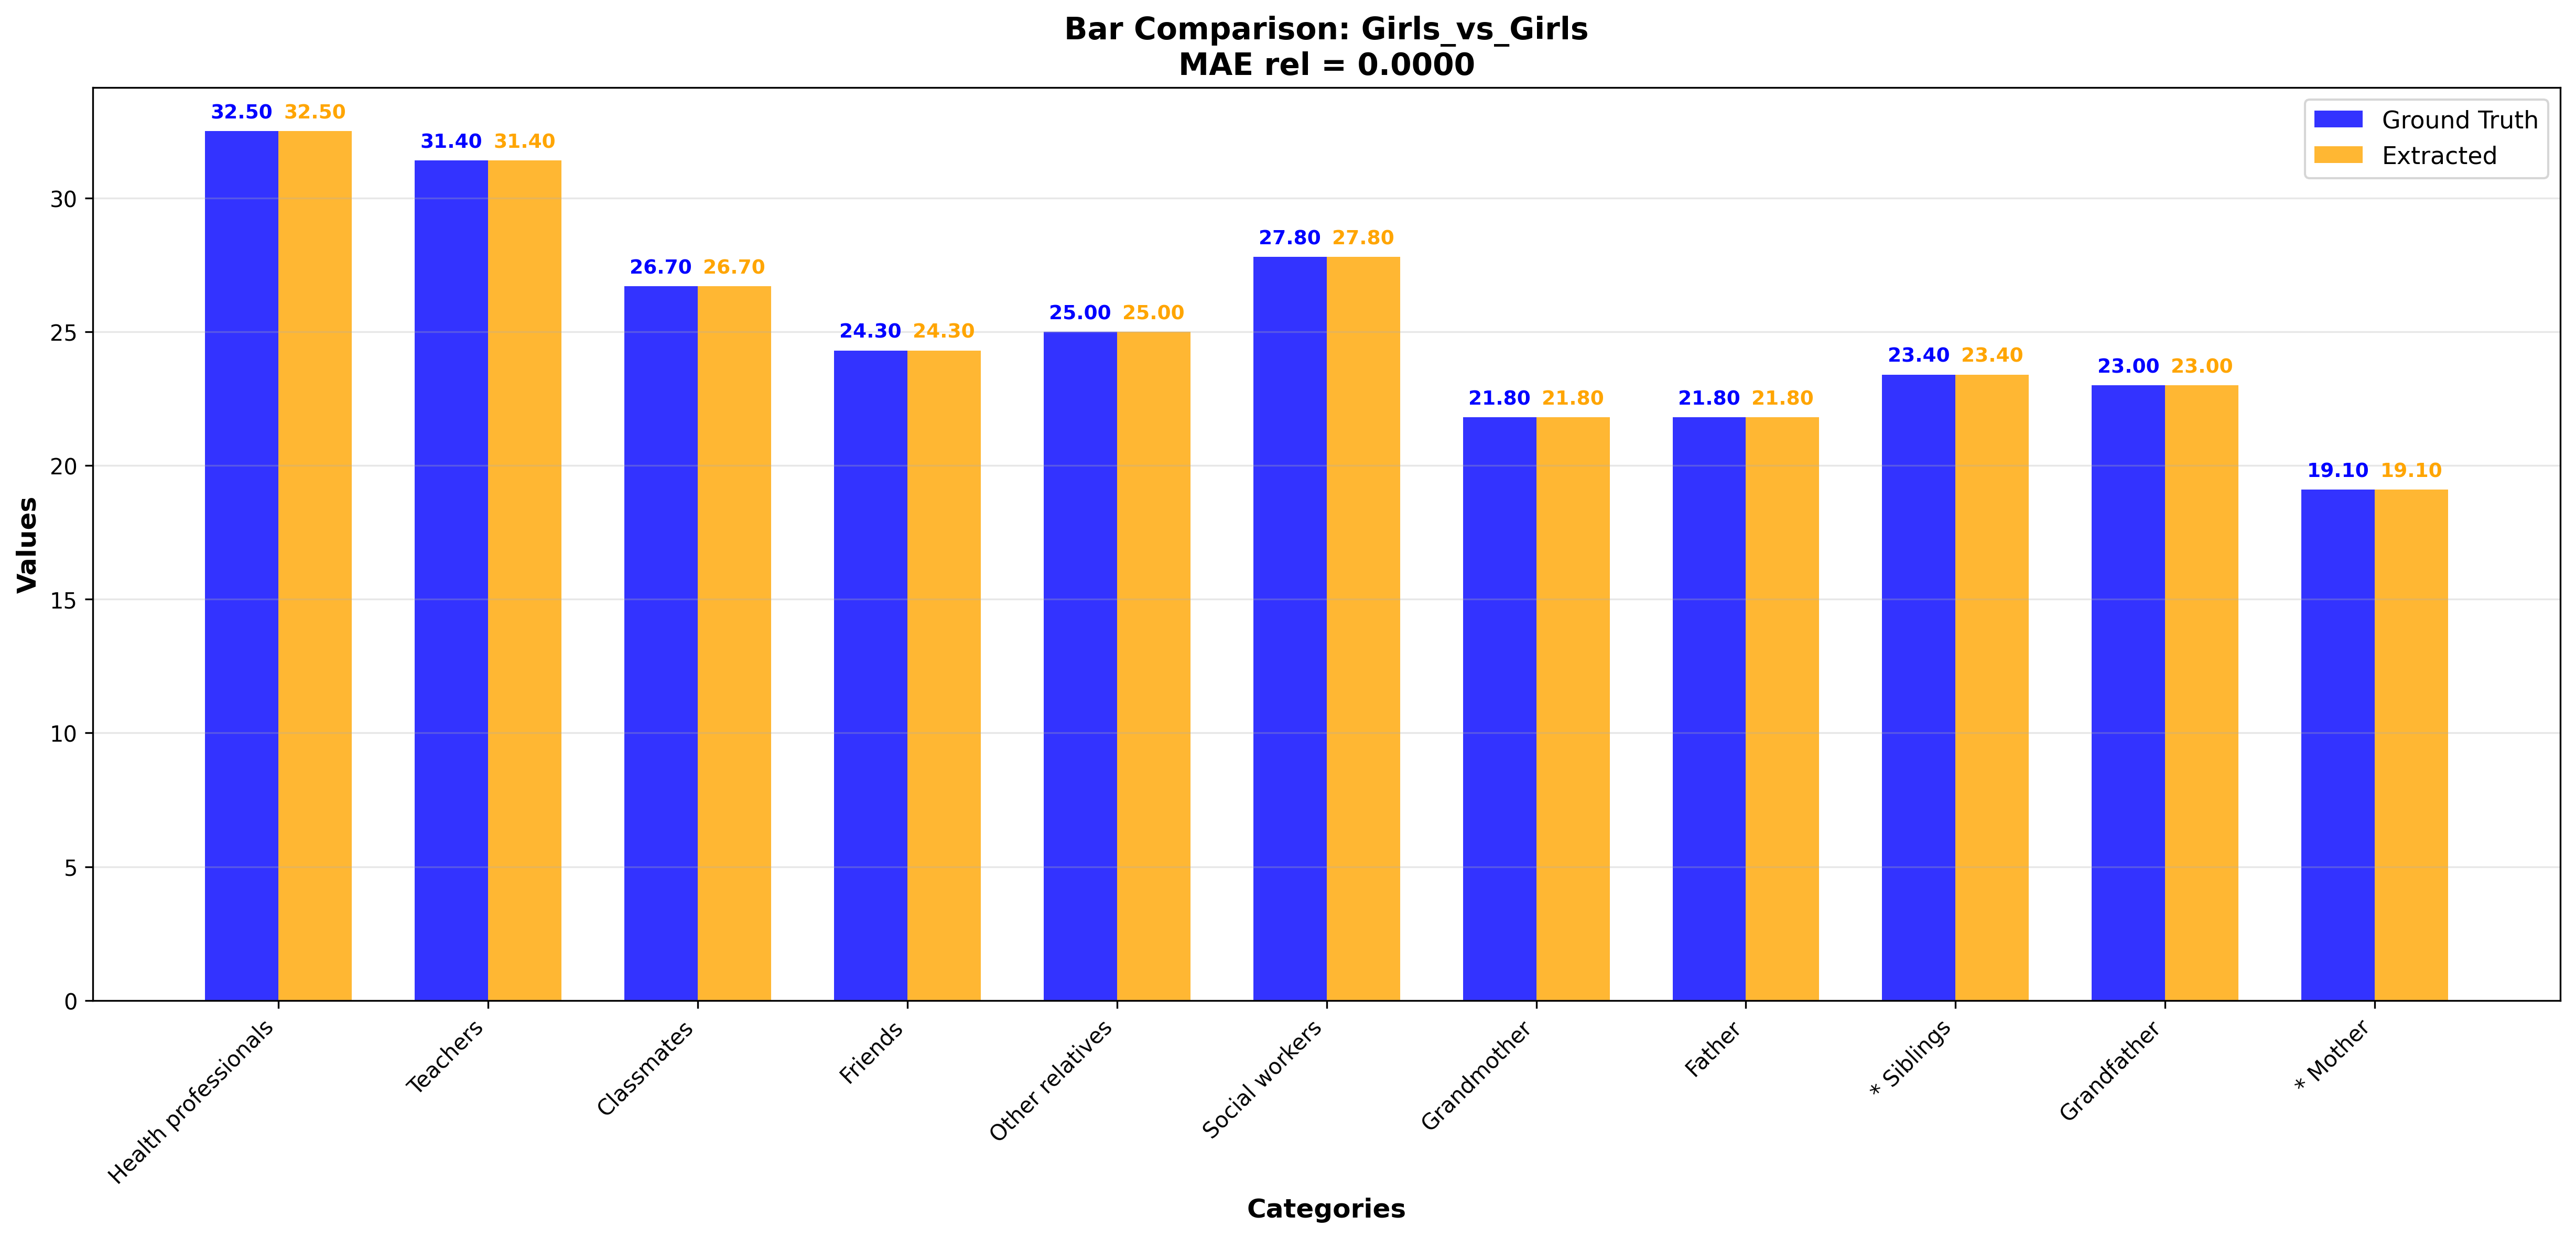 Bar Comparison: Girls_vs_Girls
MAE rel = 0.0000
Ground Truth
Extracted
32.50 32.50
31.40 31.40
26.70 26.70
24.30 24.30
25.00 25.00
27.80 27.80
21.80 21.80
21.80 21.80
23.40 23.40
23.00 23.00
19.10 19.10
Values
30
25
20
15
10
5
0
Health professionals
Teachers
Classmates
Friends
Other relatives
Social workers
Grandmother
Father
* Siblings
Grandfather
* Mother
Categories